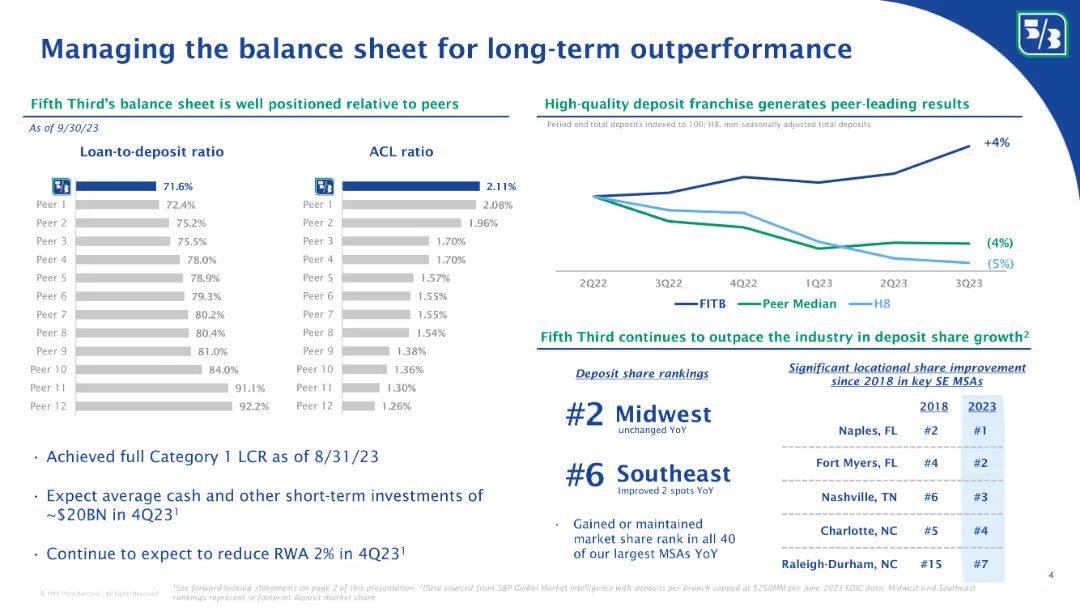 Managing the balance sheet for long-term outperformance
5/3
Fifth Third's balance sheet is well positioned relative to peers
As of 9/30/23
Loan-to-deposit ratio
5/3 71.6%
Peer 1 72.4%
Peer 2 75.2%
Peer 3 75.5%
Peer 4 78.0%
Peer 5 78.9%
Peer 6 79.3%
Peer 7 80.2%
Peer 8 80.4%
Peer 9 81.0%
Peer 10 84.0%
Peer 11 91.1%
Peer 12 92.2%
ACL ratio
5/3 2.11%
Peer 1 2.08%
Peer 2 1.96%
Peer 3 1.70%
Peer 4 1.70%
Peer 5 1.57%
Peer 6 1.55%
Peer 7 1.55%
Peer 8 1.54%
Peer 9 1.38%
Peer 10 1.36%
Peer 11 1.30%
Peer 12 1.26%
· Achieved full Category 1 LCR as of 8/31/23
· Expect average cash and other short-term investments of
~$20BN in 4Q23¹
· Continue to expect to reduce RWA 2% in 4Q23¹
High-quality deposit franchise generates peer-leading results
Period end total deposits indexed to 100; H8, non-seasonally adjusted total deposits
+4%
(4%)
(5%)
2Q22 3Q22 4Q22 1Q23 2Q23 3Q23
FITB Peer Median H8
Fifth Third continues to outpace the industry in deposit share growth²
Deposit share rankings
#2 Midwest
unchanged YoY
#6 Southeast
Improved 2 spots YoY
· Gained or maintained
market share rank in all 40
of our largest MSAs YoY
Significant locational share improvement
since 2018 in key SE MSAs
2018 2023
Naples, FL #2 #1
Fort Myers, FL #4 #2
Nashville, TN #6 #3
Charlotte, NC #5 #4
Raleigh-Durham, NC #15 #7
© Fifth Third Bancorp | All Rights Reserved
¹See forward-looking statements on page 2 of this presentation; ²Data sourced from S&P Global Market Intelligence with deposits per branch capped at $250MM per June 2023 FDIC data; Midwest and Southeast
rankings represent in footprint deposit market share
4